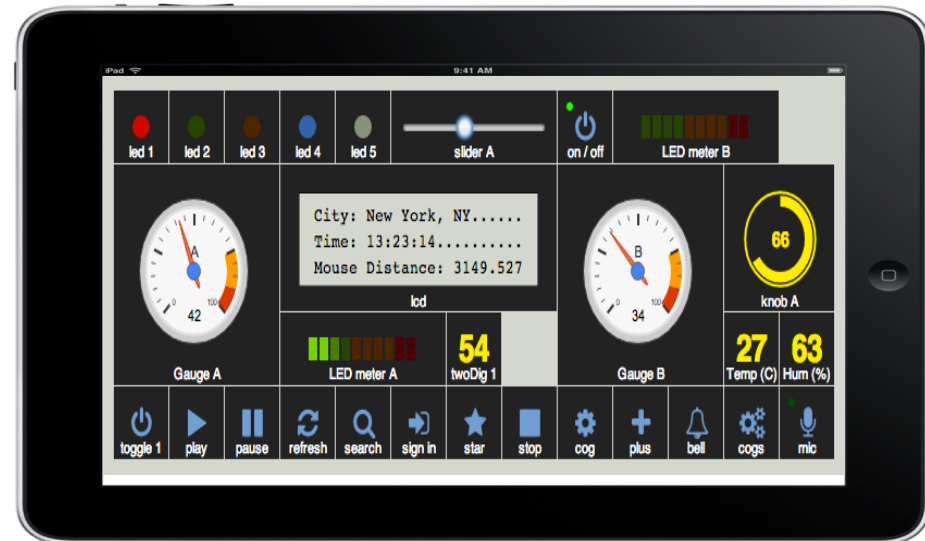 iPad 9:41 AM
led 1 led 2 led 3 led 4 led 5 slider A on / off LED meter B
City: New York, NY......
Time: 13:23:14..........
Mouse Distance: 3149.527
lcd
A
0 100
42
Gauge A
B
0 100
34
Gauge B
66
knob A
LED meter A
54
twoDig 1
27
Temp (C)
63
Hum (%)
toggle 1 play pause refresh search sign in star stop cog plus bell cogs mic